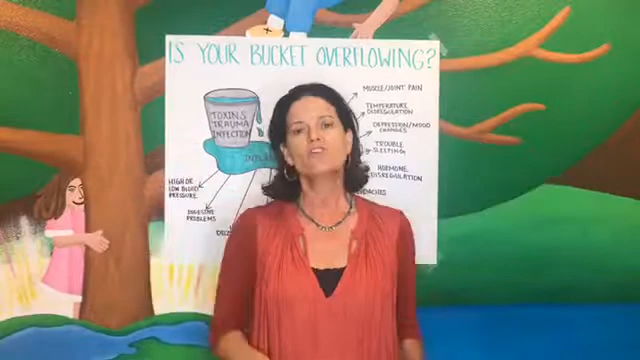 IS YOUR BUCKET OVERFLOWING?
TOXINS
TRAUMA
INFECTION
MUSCLE/JOINT PAIN
TEMPERATURE
DISREGULATION
DEPRESSION/MOOD
CHANGES
TROUBLE
SLEEPING
HORMONE
DISREGULATION
HIGH OR
LOW BLOOD
PRESSURE
DIGESTIVE
PROBLEMS